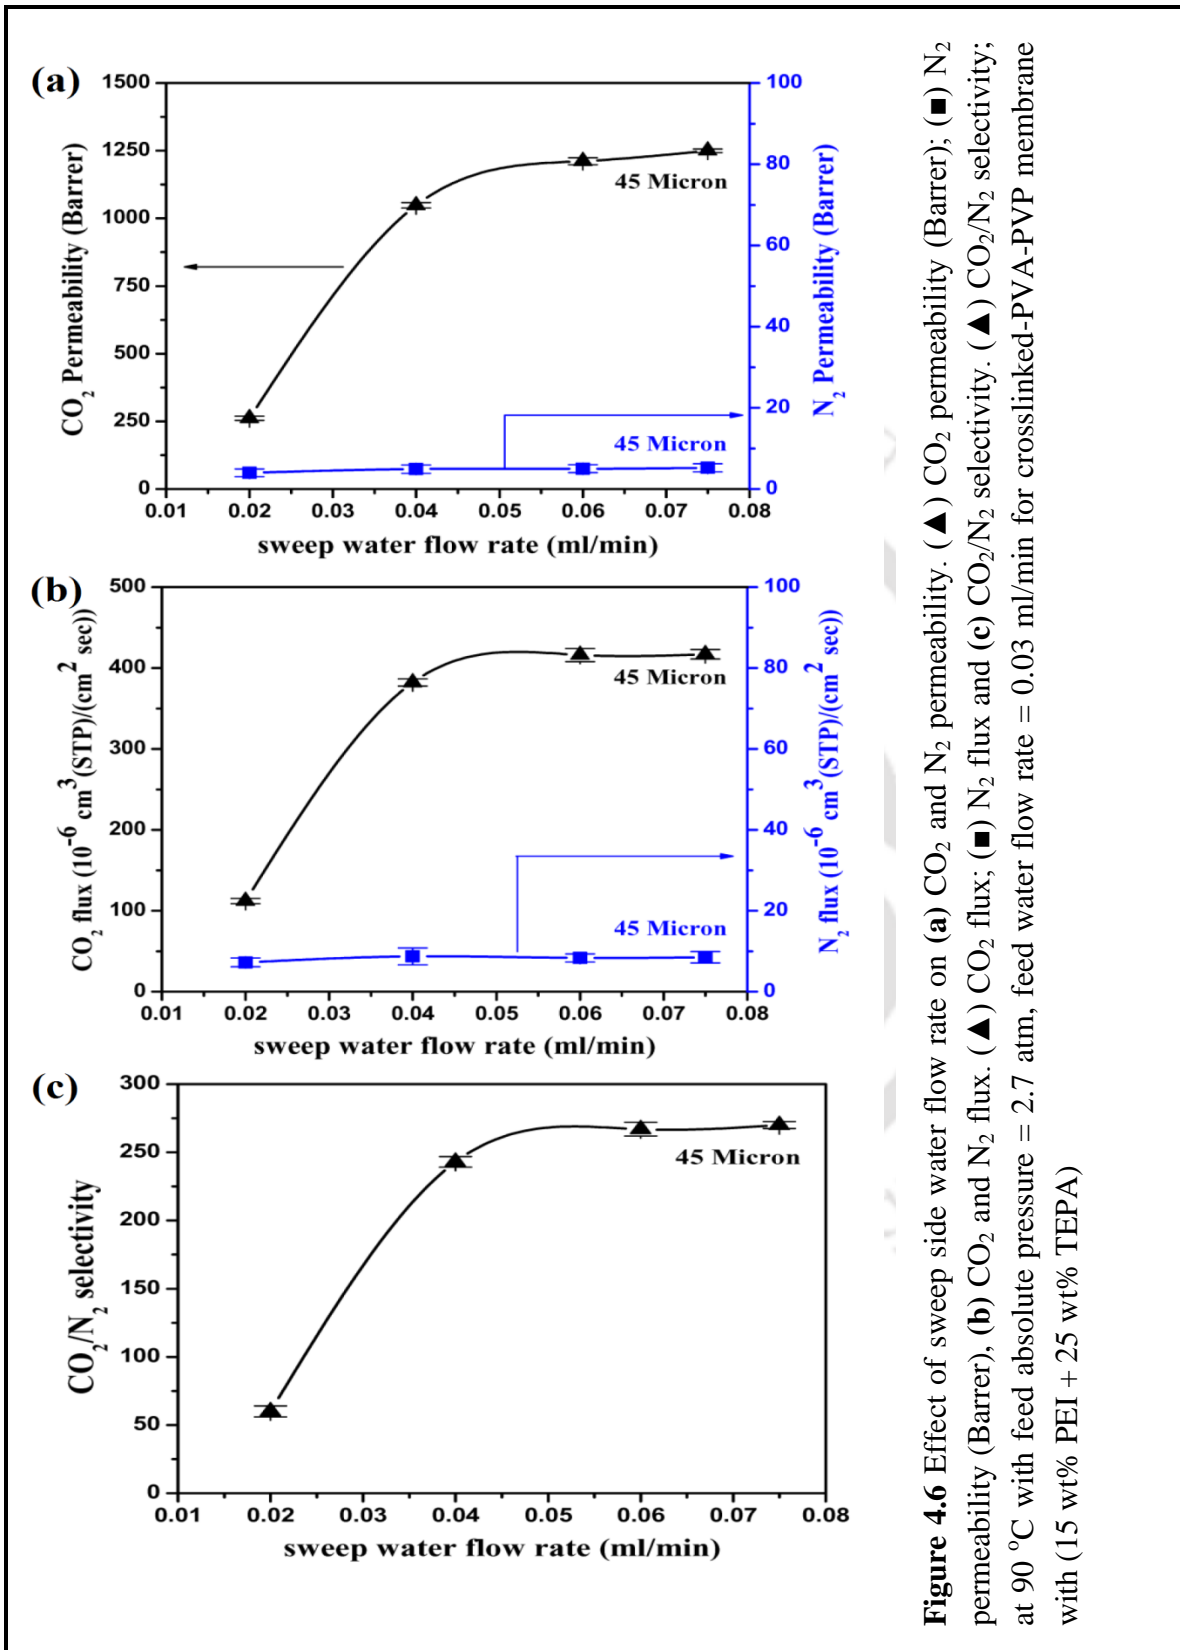 (a)
1500
1250
1000
750
500
250
0
CO₂ Permeability (Barrer)
100
80
60
40
20
0
N₂ Permeability (Barrer)
45 Micron
45 Micron
0.01 0.02 0.03 0.04 0.05 0.06 0.07 0.08
sweep water flow rate (ml/min)
(b)
500
400
300
200
100
0
CO₂ flux (10⁻⁶ cm³(STP)/(cm² sec))
100
80
60
40
20
0
N₂ flux (10⁻⁶ cm³(STP)/(cm² sec))
45 Micron
45 Micron
0.01 0.02 0.03 0.04 0.05 0.06 0.07 0.08
sweep water flow rate (ml/min)
(c)
300
250
200
150
100
50
0
CO₂/N₂ selectivity
45 Micron
0.01 0.02 0.03 0.04 0.05 0.06 0.07 0.08
sweep water flow rate (ml/min)
Figure 4.6 Effect of sweep side water flow rate on (a) CO₂ and N₂ permeability. (▲) CO₂ permeability (Barrer); (■) N₂
permeability (Barrer), (b) CO₂ and N₂ flux. (▲) CO₂ flux; (■) N₂ flux and (c) CO₂/N₂ selectivity. (▲) CO₂/N₂ selectivity;
at 90 °C with feed absolute pressure = 2.7 atm, feed water flow rate = 0.03 ml/min for crosslinked-PVA-PVP membrane
with (15 wt% PEI + 25 wt% TEPA)